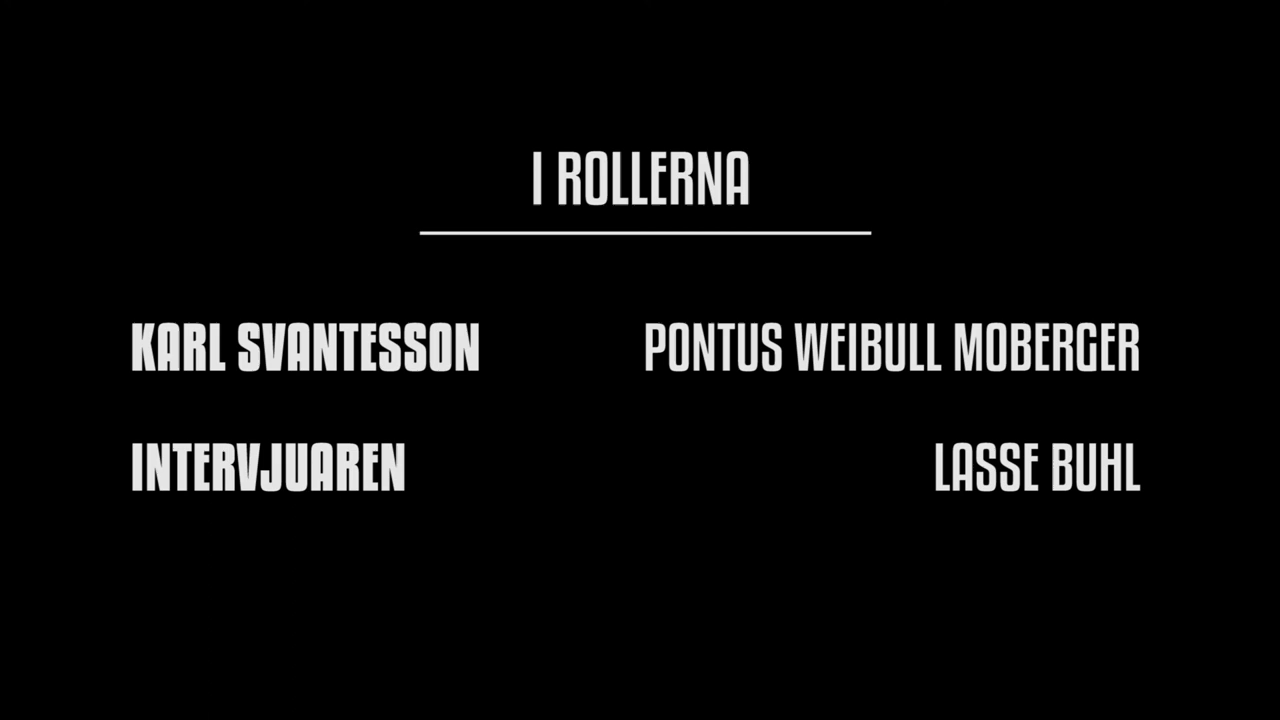 I ROLLERNA
KARL SVANTESSON PONTUS WEIBULL MOBERGER
INTERVJUAREN LASSE BUHL